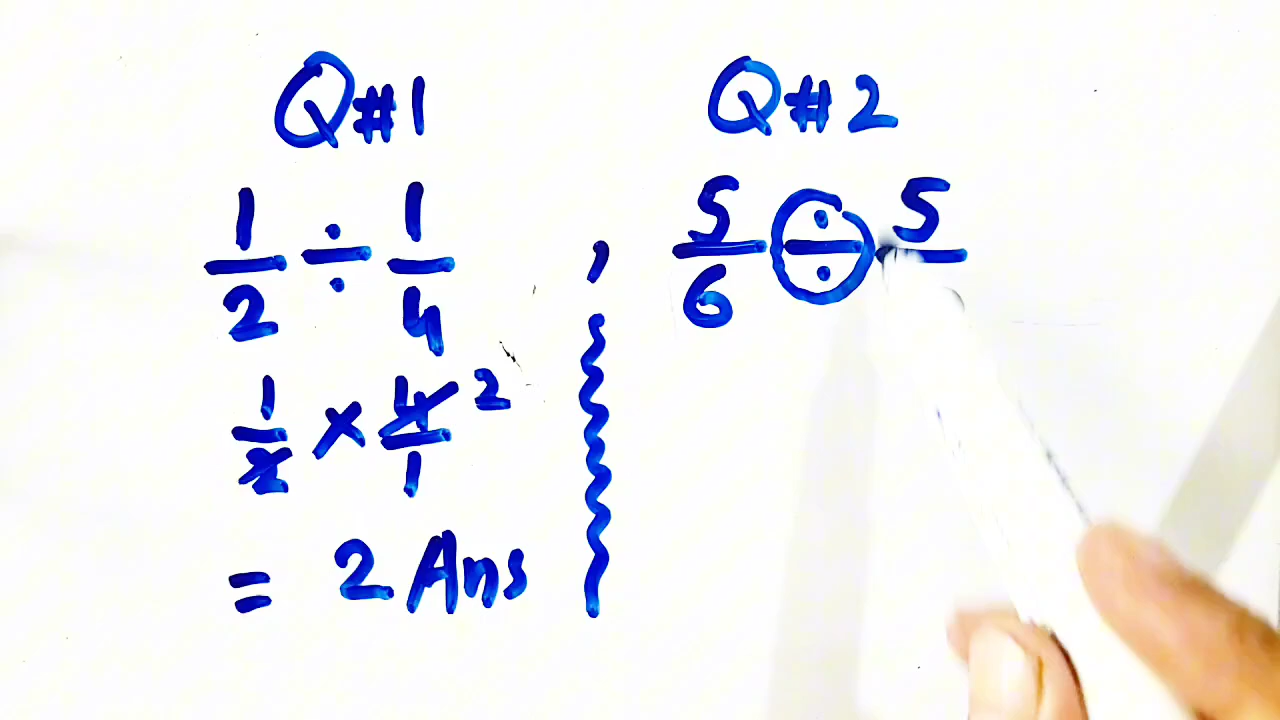 Q#1
1/2 ÷ 1/4 ,
1/2 × 4/1 2
= 2 Ans
Q#2
5/6 ÷ 5/